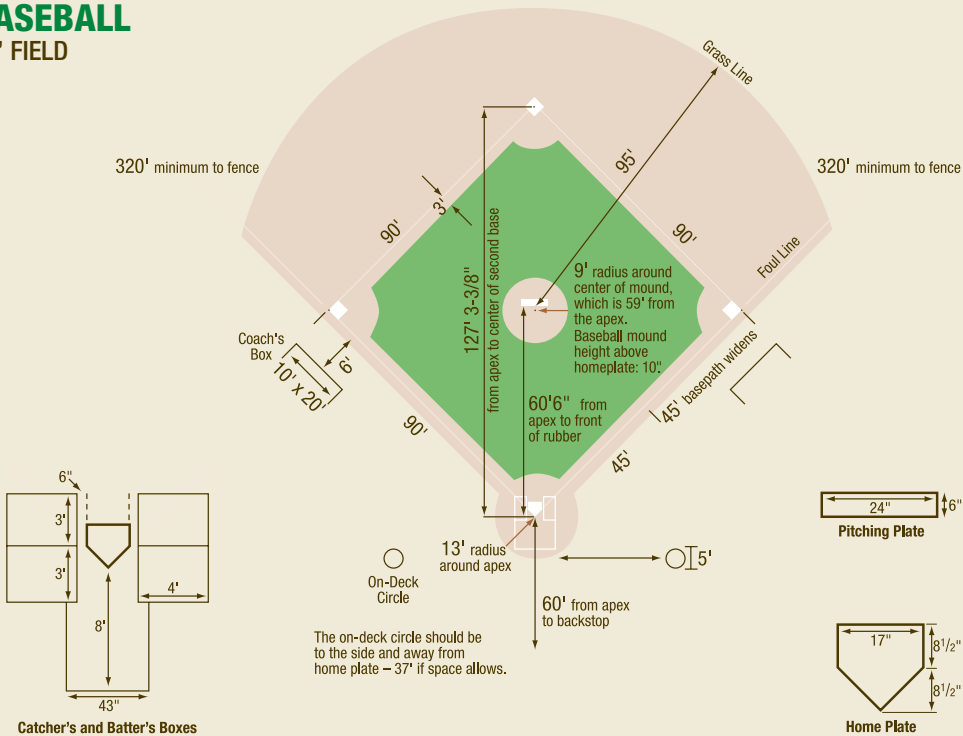 ASEBALL
' FIELD
Grass Line
320' minimum to fence
320' minimum to fence
95'
3'
90'
90'
Foul Line
127' 3-3/8"
from apex to center of second base
9' radius around
center of mound,
which is 59' from
the apex.
Baseball mound
height above
homeplate: 10".
Coach's
Box
10' x 20'
6'
45' basepath widens
60'6" from
apex to front
of rubber
90'
45'
6"
3'
3'
4'
8'
43"
Catcher's and Batter's Boxes
13' radius
around apex
On-Deck
Circle
5'
60' from apex
to backstop
The on-deck circle should be
to the side and away from
home plate – 37' if space allows.
24"
6"
Pitching Plate
17"
8 1/2"
8 1/2"
Home Plate